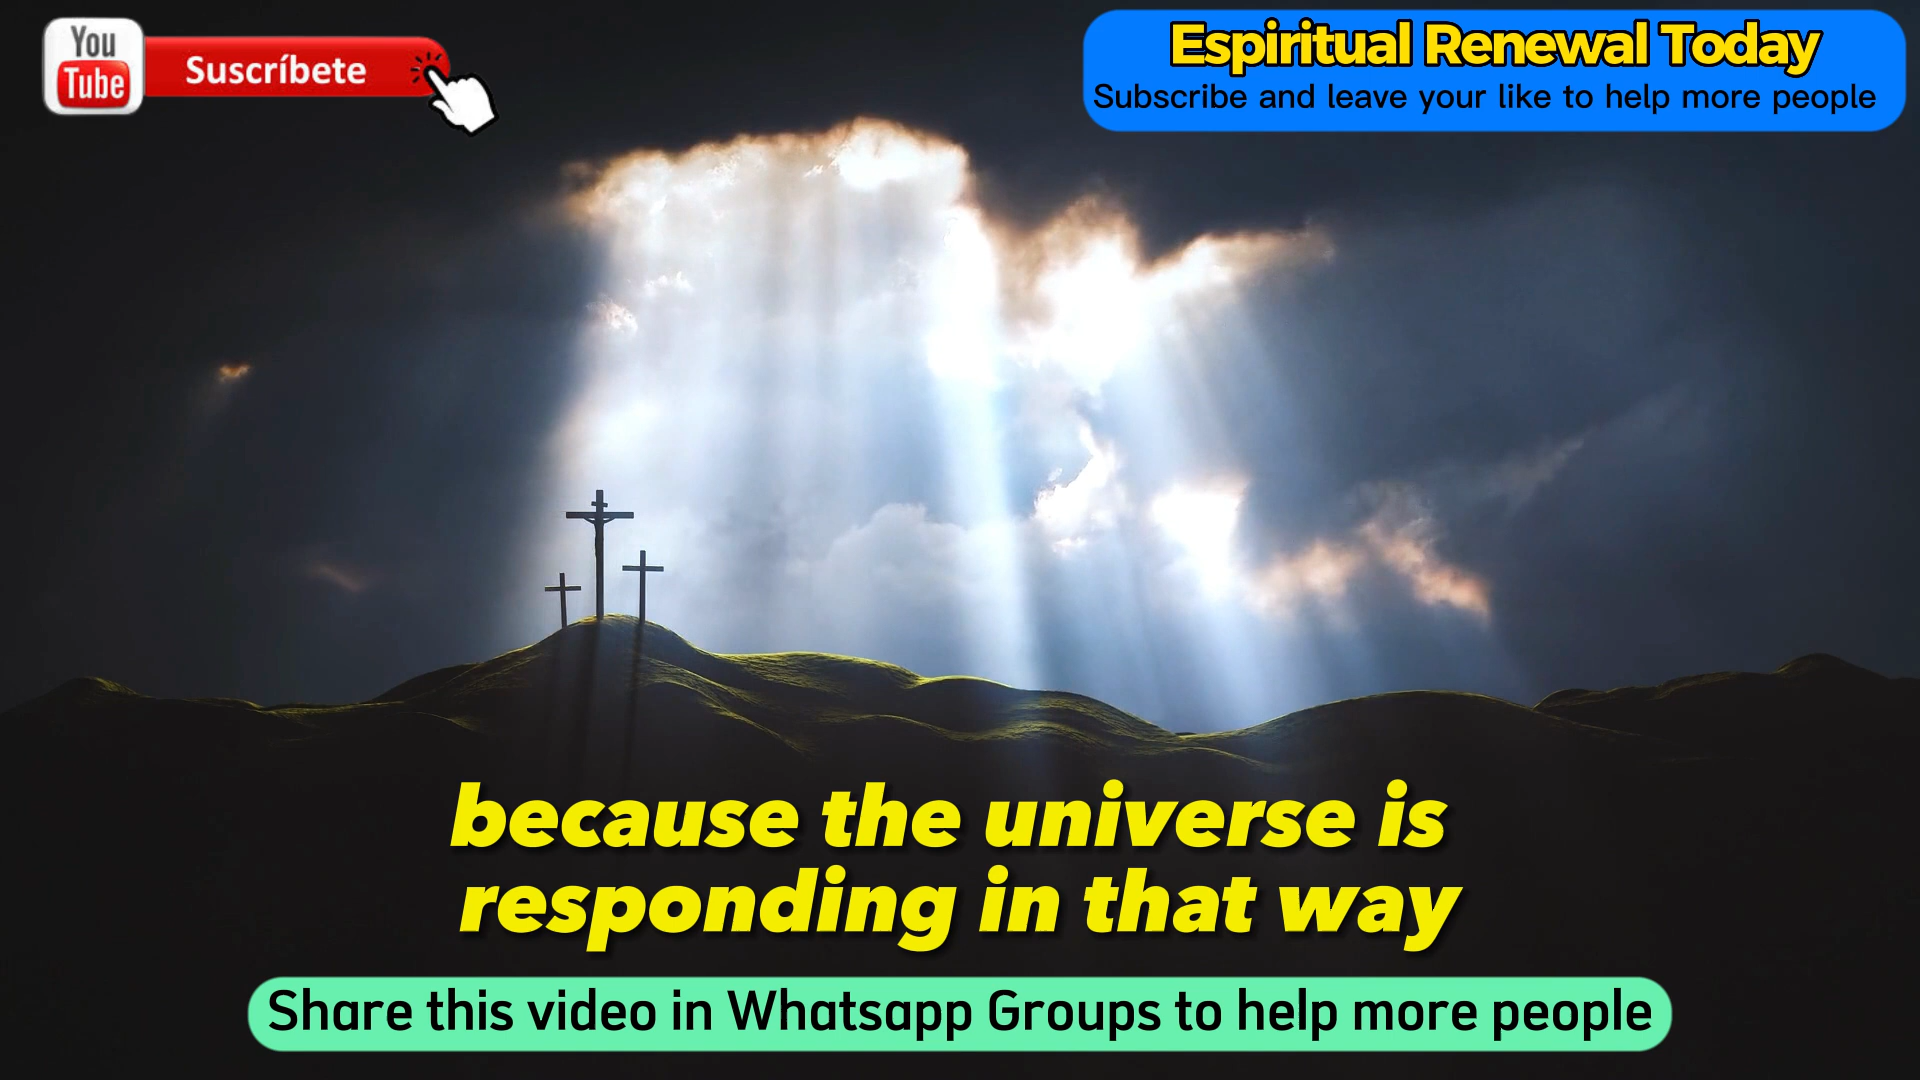 You
Tube
Suscríbete
Espiritual Renewal Today
Subscribe and leave your like to help more people
because the universe is
responding in that way
Share this video in Whatsapp Groups to help more people